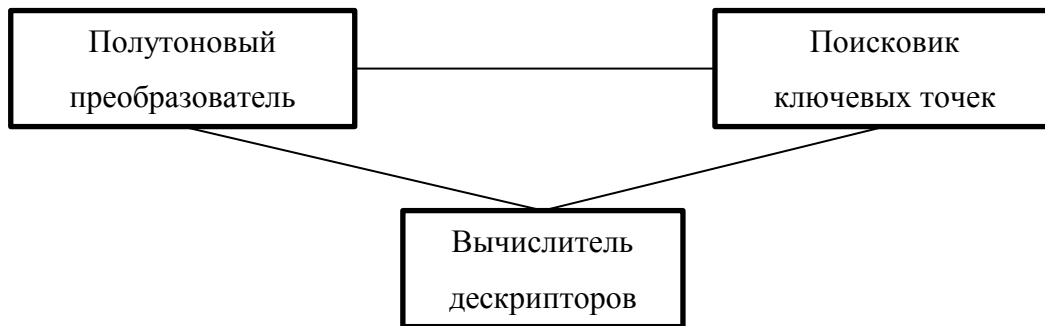 Полутоновый
преобразователь
Поисковик
ключевых точек
Вычислитель
дескрипторов